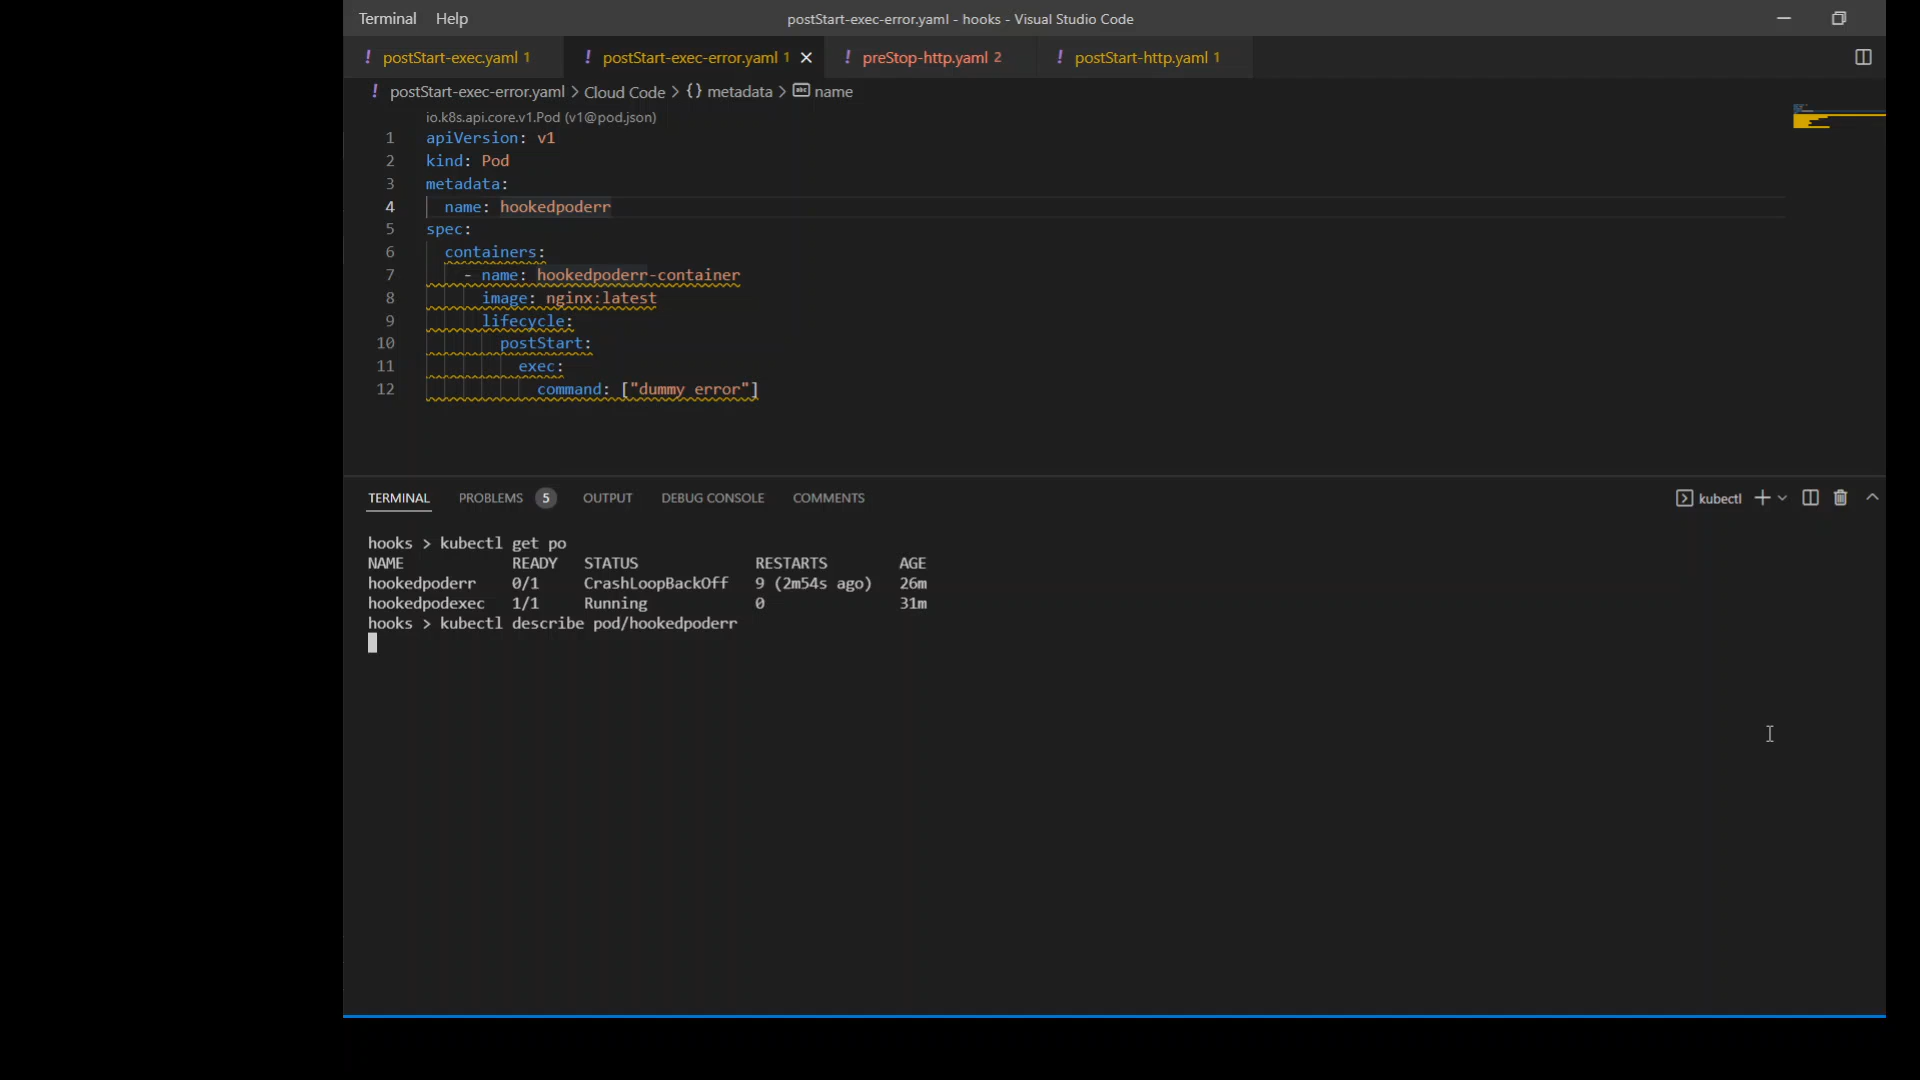 Terminal Help postStart-exec-error.yaml - hooks - Visual Studio Code
! postStart-exec.yaml 1 ! postStart-exec-error.yaml 1 ! preStop-http.yaml 2 ! postStart-http.yaml 1
! postStart-exec-error.yaml > Cloud Code > {} metadata > abc name
io.k8s.api.core.v1.Pod (v1@pod.json)
1 apiVersion: v1
2 kind: Pod
3 metadata:
4   name: hookedpoderr
5 spec:
6   containers:
7     - name: hookedpoderr-container
8       image: nginx:latest
9       lifecycle:
10         postStart:
11           exec:
12             command: ["dummy error"]
TERMINAL PROBLEMS 5 OUTPUT DEBUG CONSOLE COMMENTS kubectl
hooks > kubectl get po
NAME READY STATUS RESTARTS AGE
hookedpoderr 0/1 CrashLoopBackOff 9 (2m54s ago) 26m
hookedpodexec 1/1 Running 0 31m
hooks > kubectl describe pod/hookedpoderr